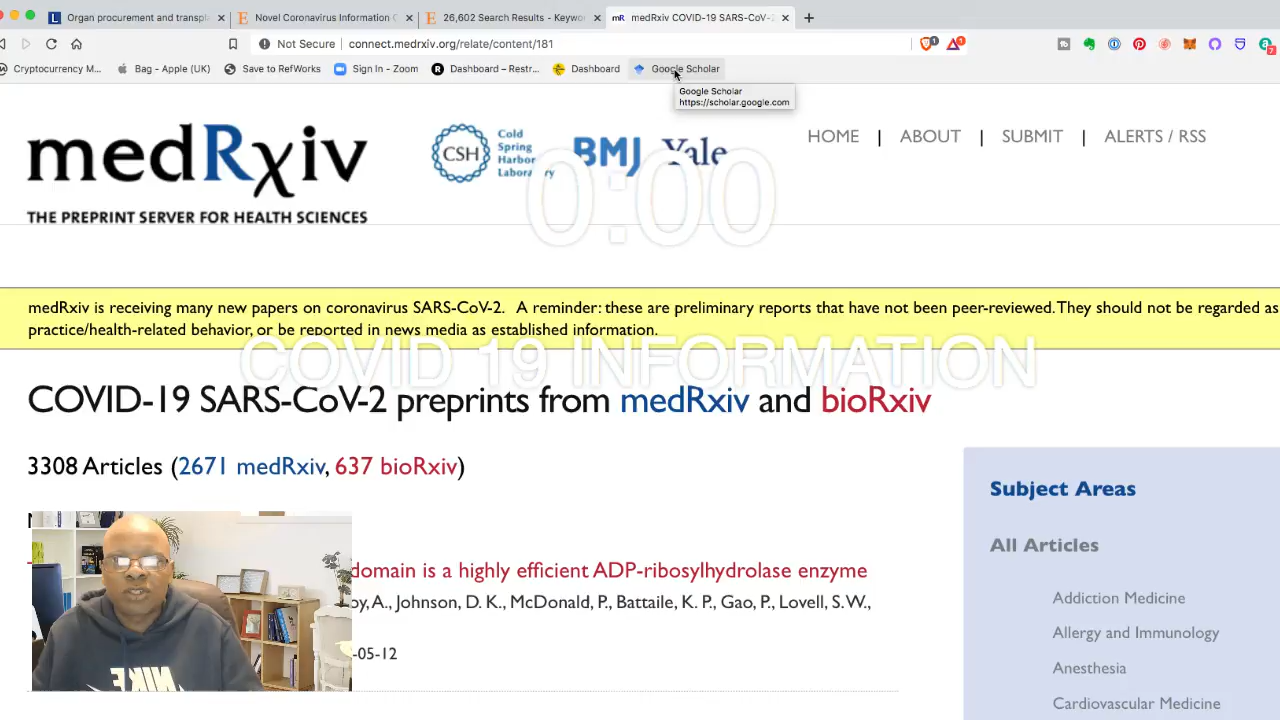 Organ procurement and transpl
Novel Coronavirus Information C
26,602 Search Results - Keywor
mR medRxiv COVID-19 SARS-CoV-2
Not Secure
connect.medrxiv.org/relate/content/181
Cryptocurrency M...
Bag - Apple (UK)
Save to RefWorks
Sign In - Zoom
Dashboard – Restr...
Dashboard
Google Scholar
Google Scholar
https://scholar.google.com
medRxiv
THE PREPRINT SERVER FOR HEALTH SCIENCES
CSH
Cold
Spring
Harbor
Laboratory
BMJ
Yale
HOME | ABOUT | SUBMIT | ALERTS / RSS
0:00
medRxiv is receiving many new papers on coronavirus SARS-CoV-2. A reminder: these are preliminary reports that have not been peer-reviewed. They should not be regarded as
practice/health-related behavior, or be reported in news media as established information.
COVID 19 INFORMATION
COVID-19 SARS-CoV-2 preprints from medRxiv and bioRxiv
3308 Articles (2671 medRxiv, 637 bioRxiv)
domain is a highly efficient ADP-ribosylhydrolase enzyme
oy, A., Johnson, D. K., McDonald, P., Battaile, K. P., Gao, P., Lovell, S. W.,
-05-12
NIKE
Subject Areas
All Articles
Addiction Medicine
Allergy and Immunology
Anesthesia
Cardiovascular Medicine